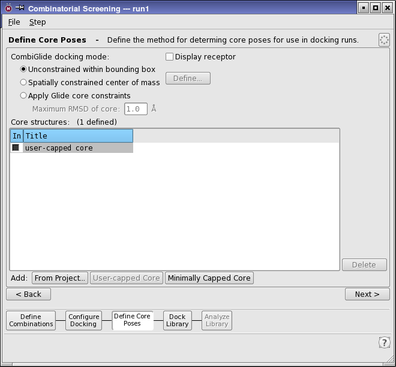 Combinatorial Screening — run1
File Step
Define Core Poses - Define the method for determing core poses for use in docking runs.
CombiGlide docking mode:
Display receptor
Unconstrained within bounding box
Spatially constrained center of mass
Define...
Apply Glide core constraints
Maximum RMSD of core: 1.0 Å
Core structures: (1 defined)
In Title
user-capped core
Delete
Add: From Project... User-capped Core Minimally Capped Core
< Back Next >
Define Combinations
Configure Docking
Define Core Poses
Dock Library
Analyze Library
?